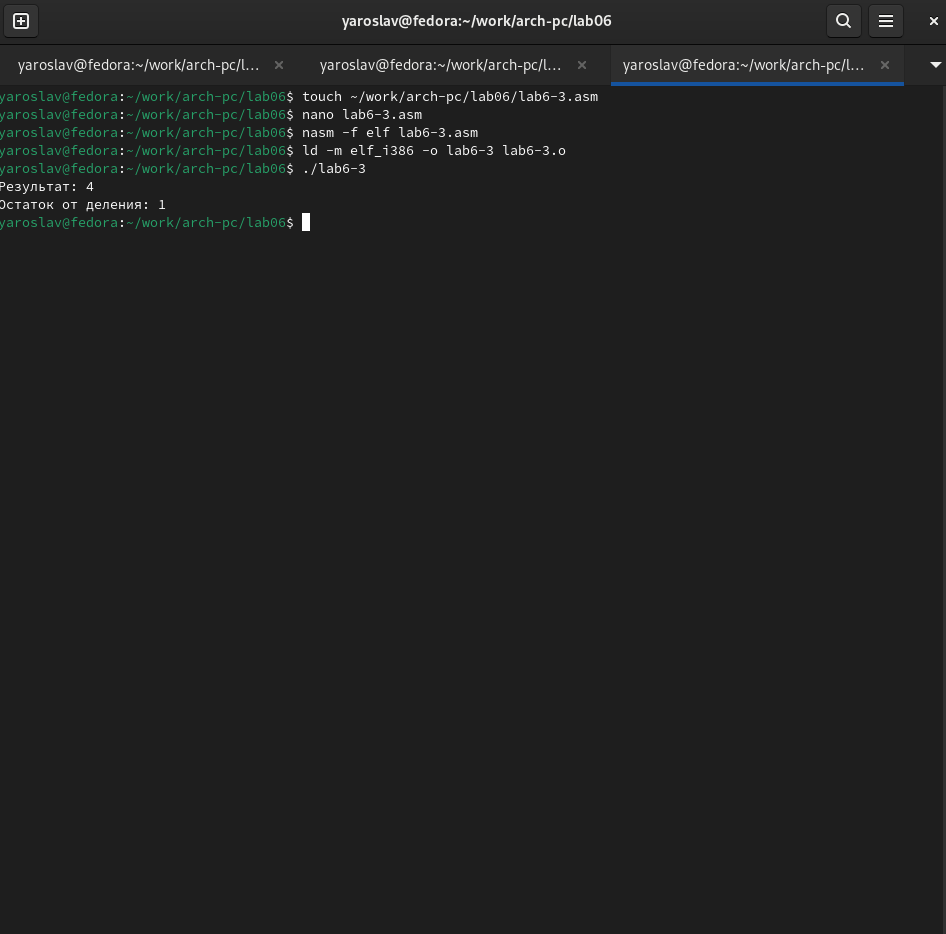 yaroslav@fedora:~/work/arch-pc/lab06
yaroslav@fedora:~/work/arch-pc/l...
yaroslav@fedora:~/work/arch-pc/l...
yaroslav@fedora:~/work/arch-pc/l...
yaroslav@fedora:~/work/arch-pc/lab06$ touch ~/work/arch-pc/lab06/lab6-3.asm
yaroslav@fedora:~/work/arch-pc/lab06$ nano lab6-3.asm
yaroslav@fedora:~/work/arch-pc/lab06$ nasm -f elf lab6-3.asm
yaroslav@fedora:~/work/arch-pc/lab06$ ld -m elf_i386 -o lab6-3 lab6-3.o
yaroslav@fedora:~/work/arch-pc/lab06$ ./lab6-3
Результат: 4
Остаток от деления: 1
yaroslav@fedora:~/work/arch-pc/lab06$